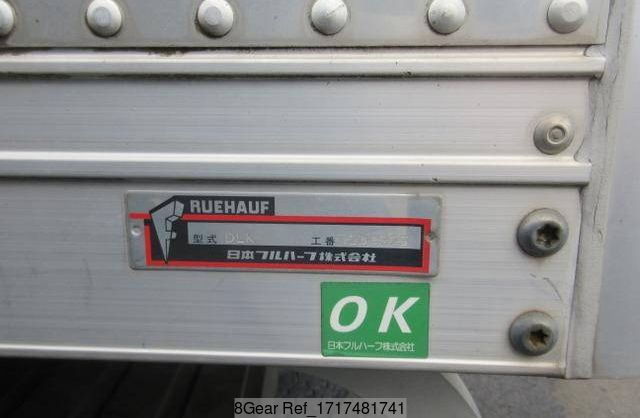 RUEHAUF
型式 DLK 工番
日本フルハーフ株式会社
OK
日本フルハーフ株式会社
8Gear Ref_1717481741